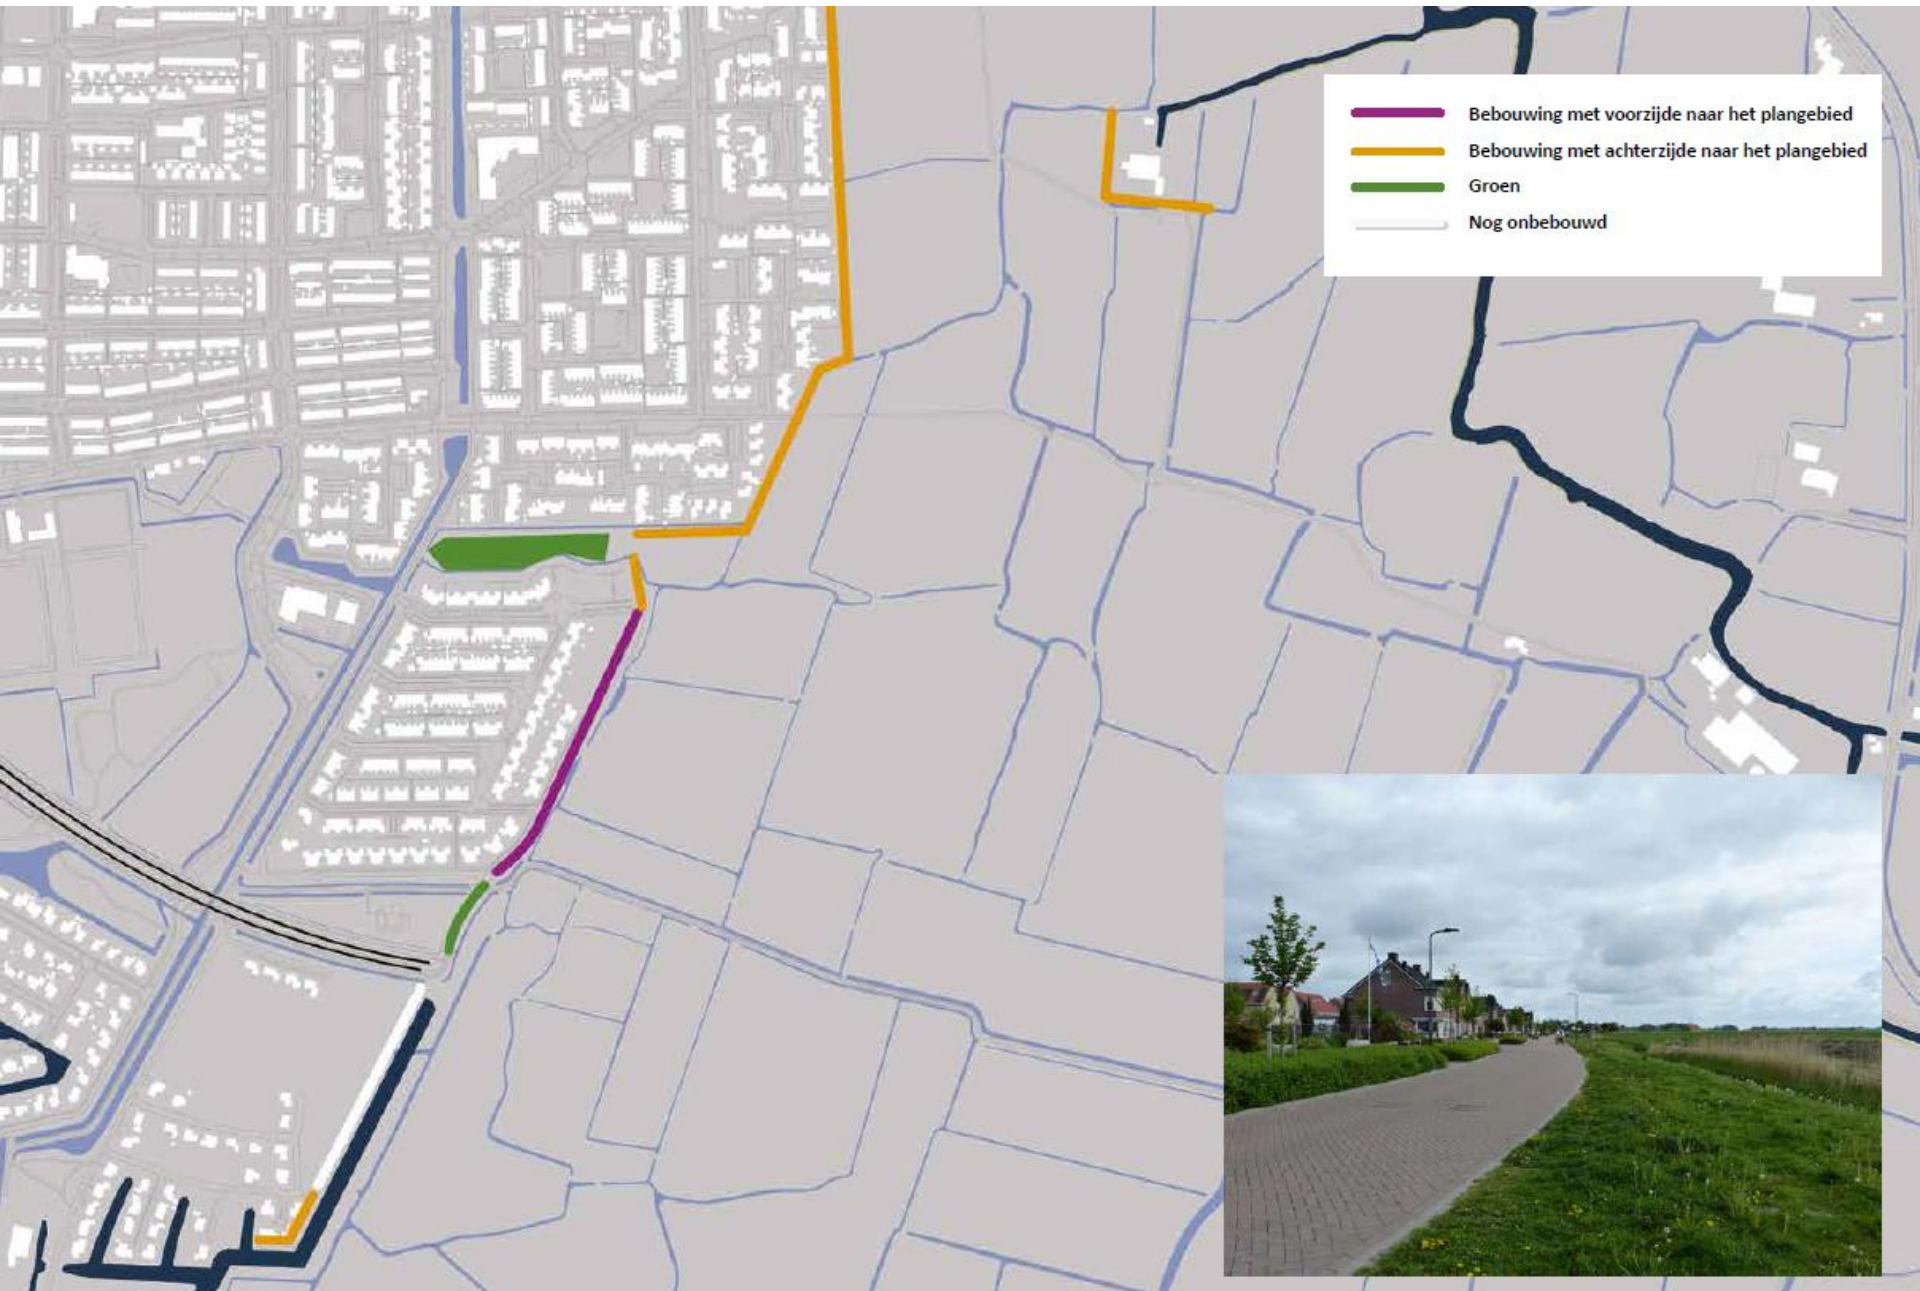 Bebouwing met voorzijde naar het plangebied
Bebouwing met achterzijde naar het plangebied
Groen
Nog onbebouwd